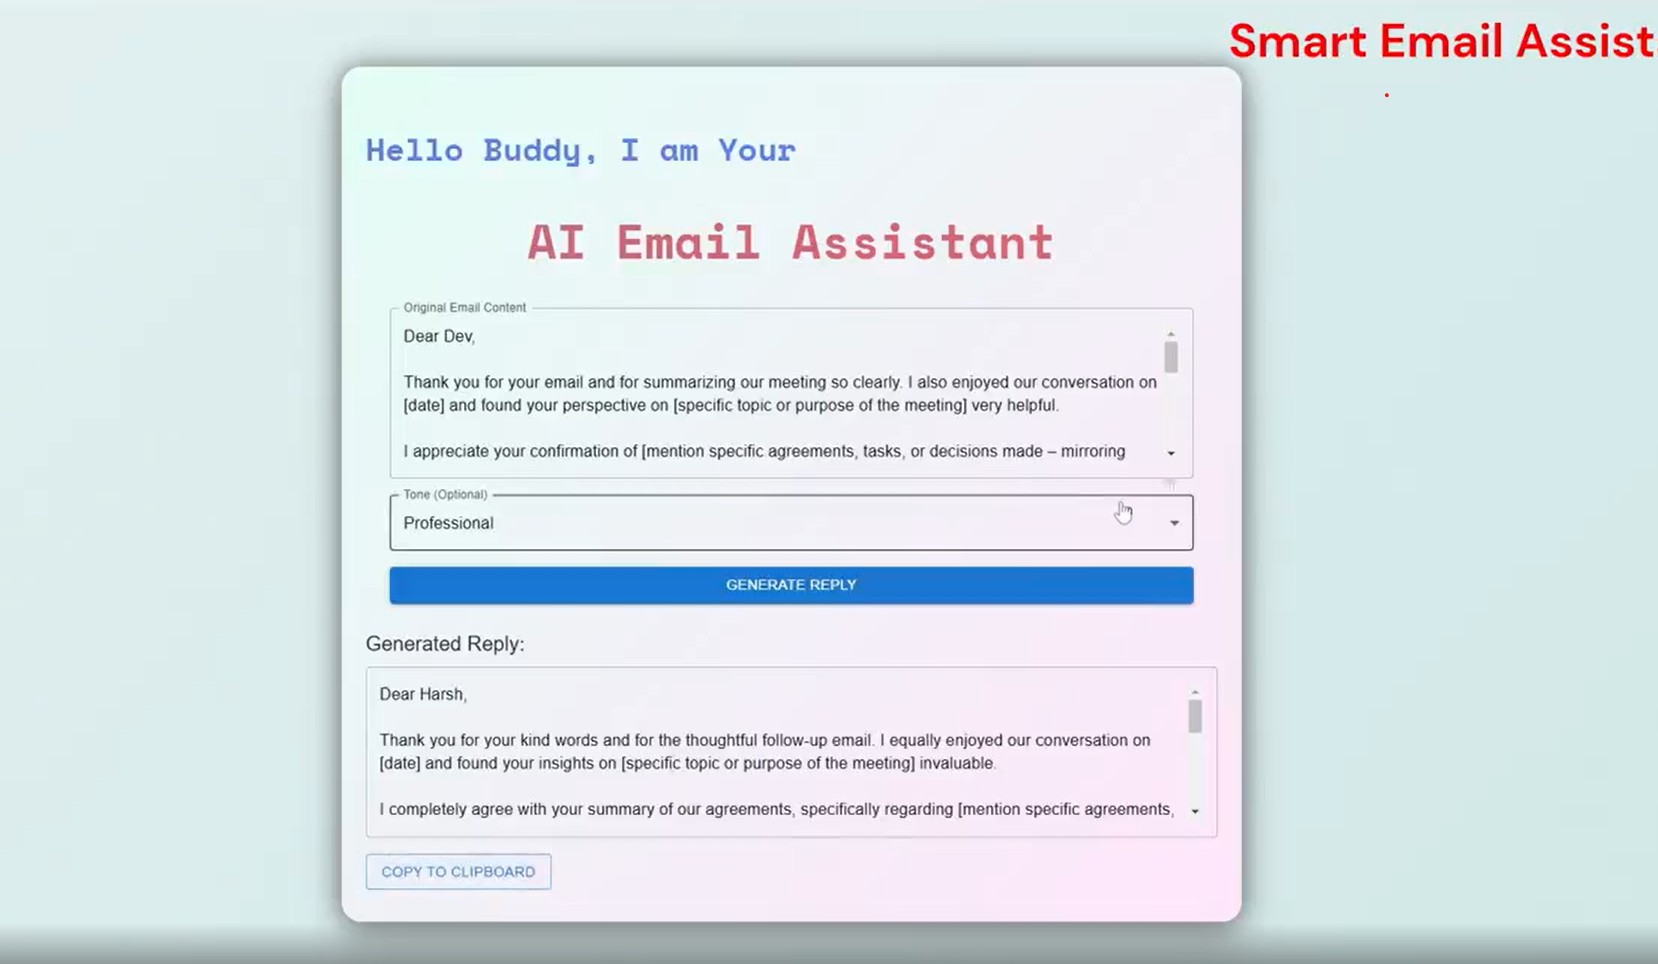 Smart Email Assist
Hello Buddy, I am Your
AI Email Assistant
Original Email Content
Dear Dev,
Thank you for your email and for summarizing our meeting so clearly. I also enjoyed our conversation on
[date] and found your perspective on [specific topic or purpose of the meeting] very helpful.
I appreciate your confirmation of [mention specific agreements, tasks, or decisions made – mirroring
Tone (Optional)
Professional
GENERATE REPLY
Generated Reply:
Dear Harsh,
Thank you for your kind words and for the thoughtful follow-up email. I equally enjoyed our conversation on
[date] and found your insights on [specific topic or purpose of the meeting] invaluable.
I completely agree with your summary of our agreements, specifically regarding [mention specific agreements,
COPY TO CLIPBOARD